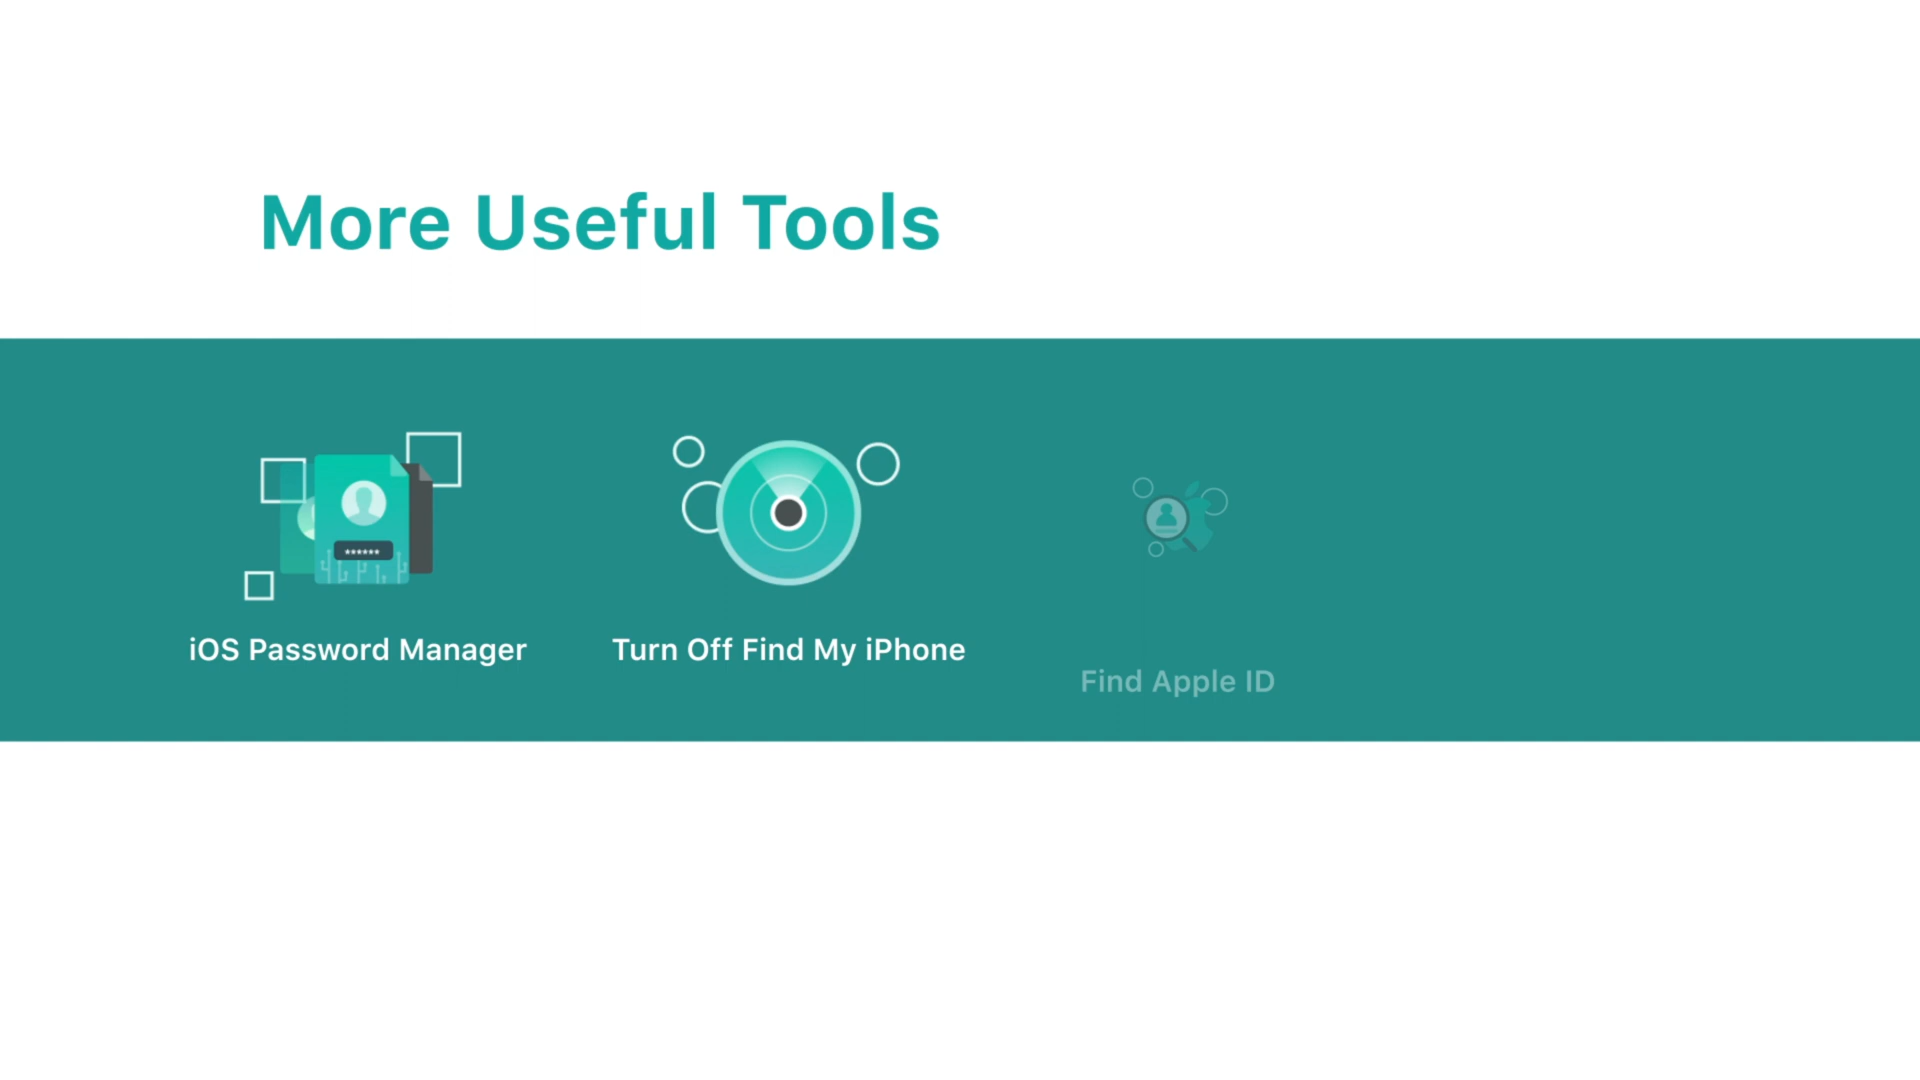 More Useful Tools
******
iOS Password Manager
Turn Off Find My iPhone
Find Apple ID